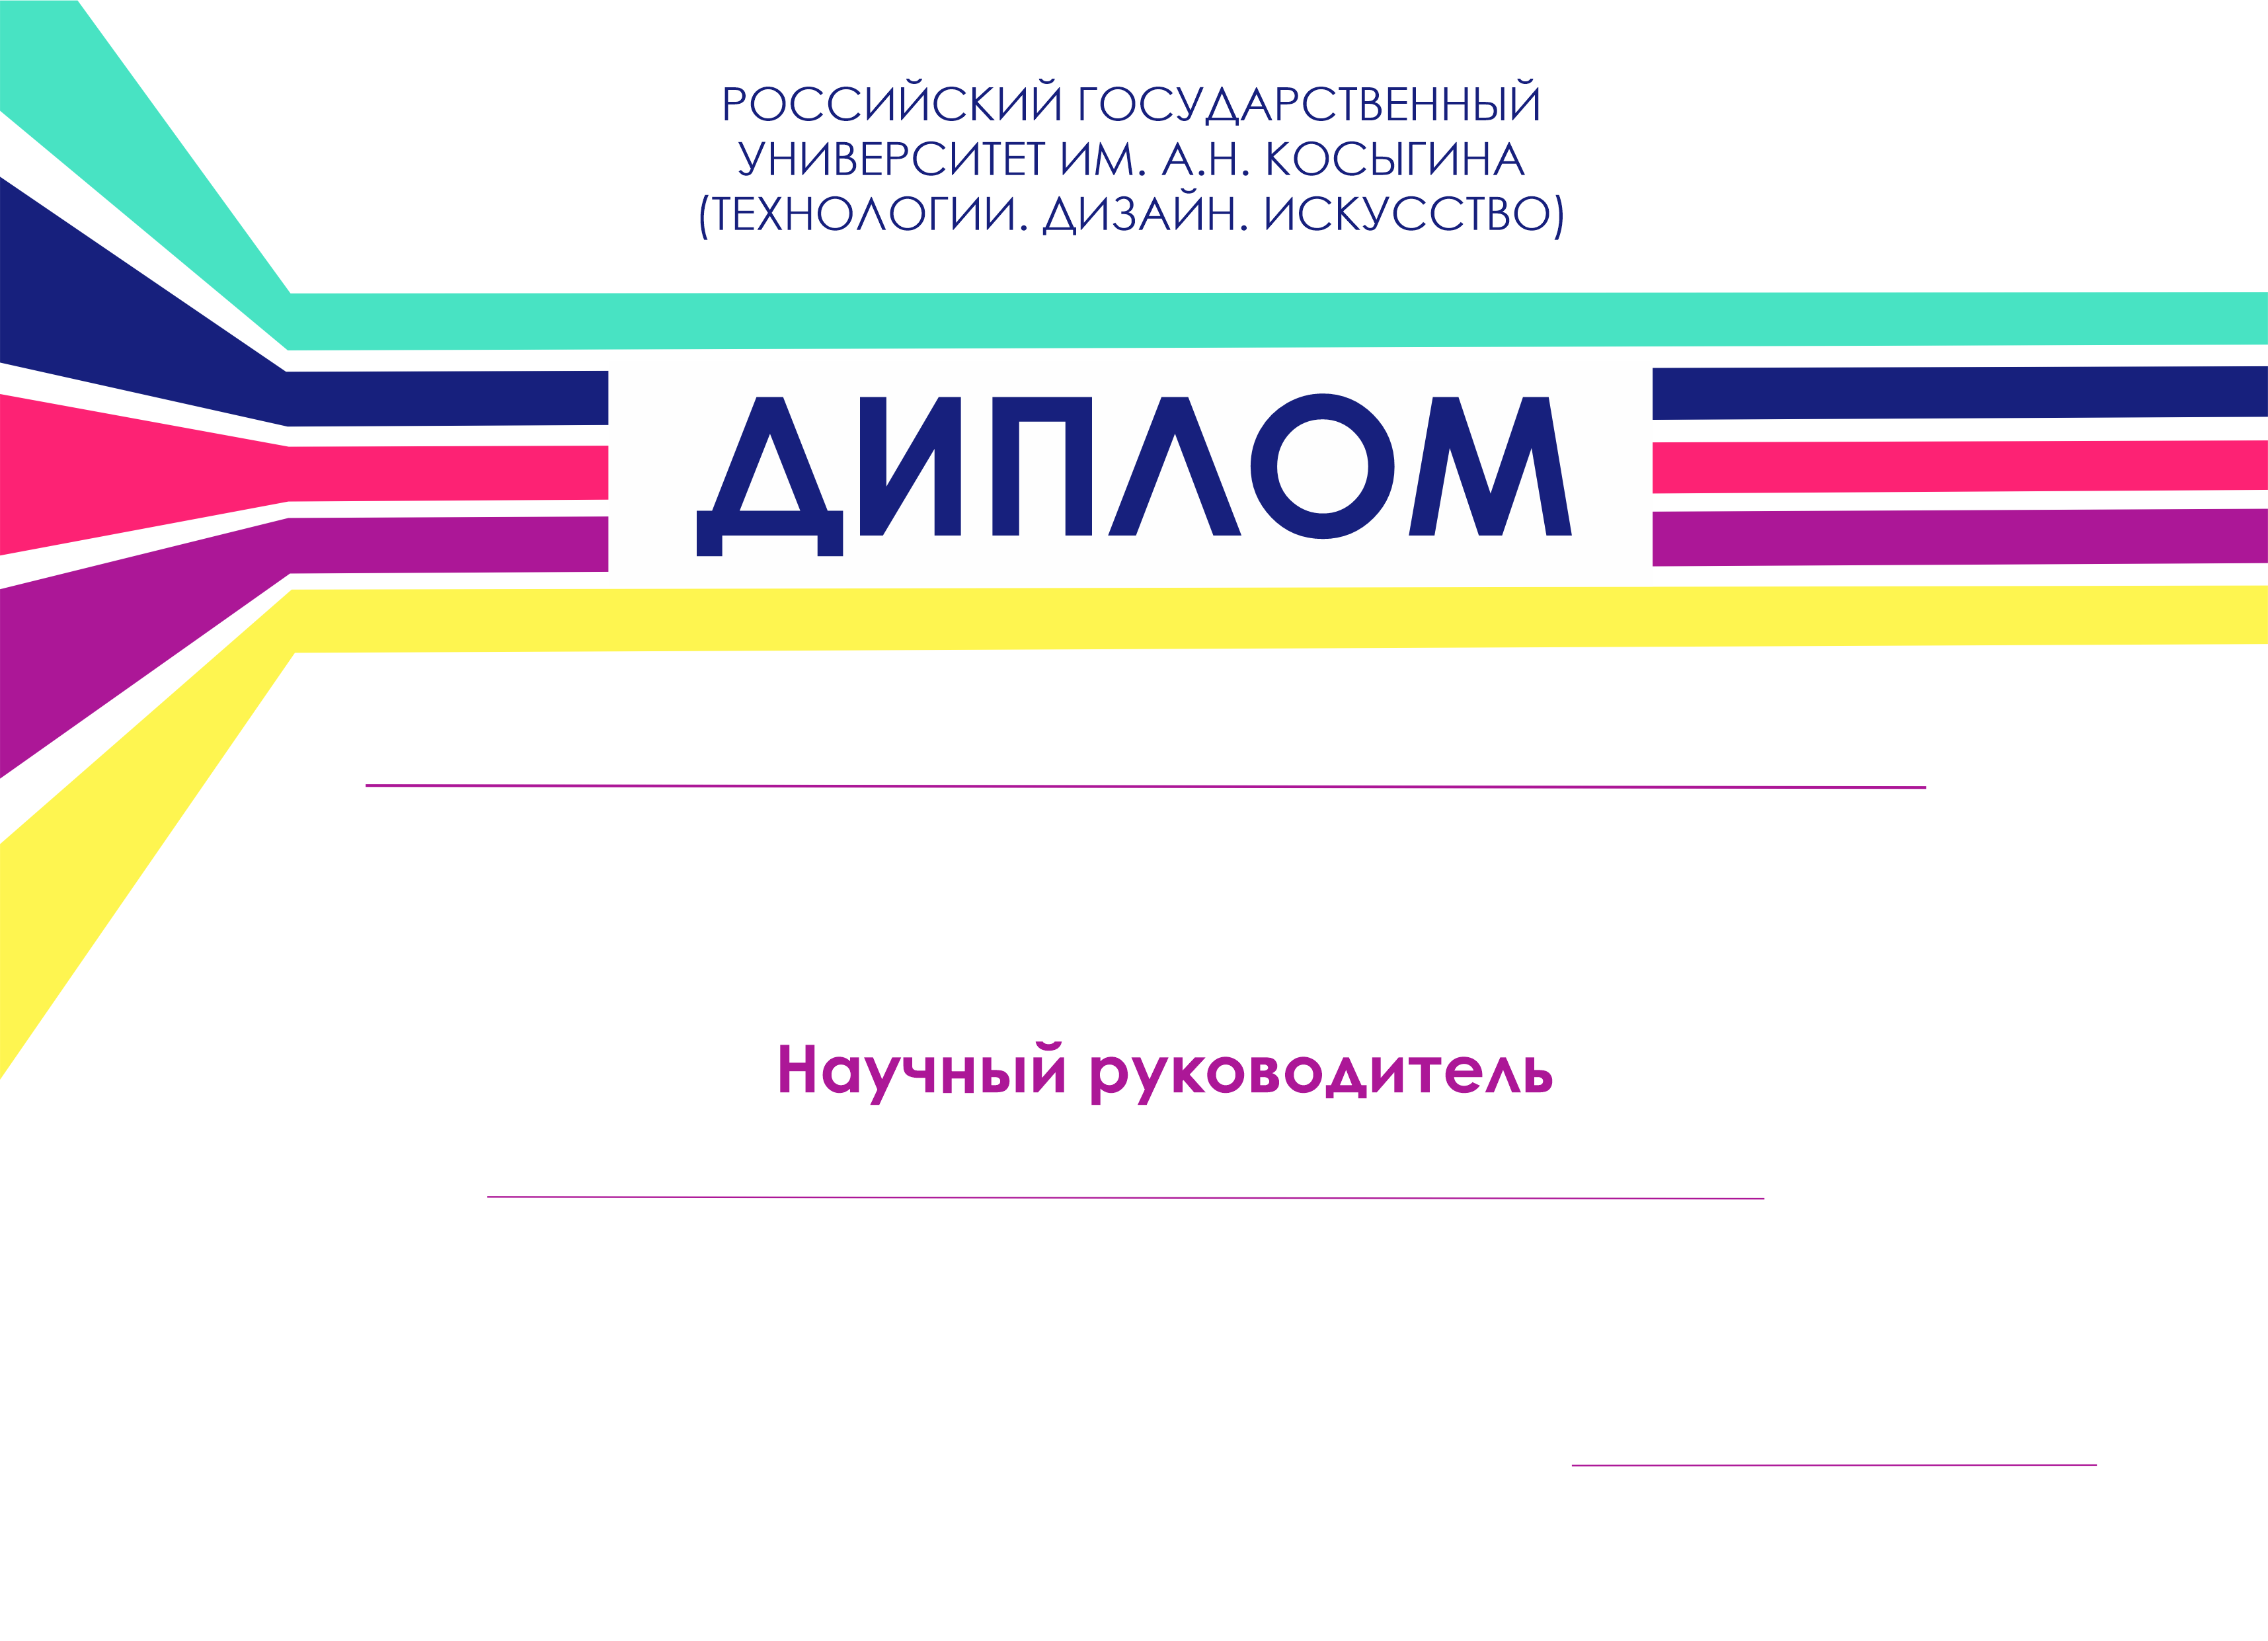 РОССИЙСКИЙ ГОСУДАРСТВЕННЫЙ
УНИВЕРСИТЕТ ИМ. А.Н. КОСЫГИНА
(ТЕХНОЛОГИИ. ДИЗАЙН. ИСКУССТВО)
ДИПЛОМ
Научный руководитель